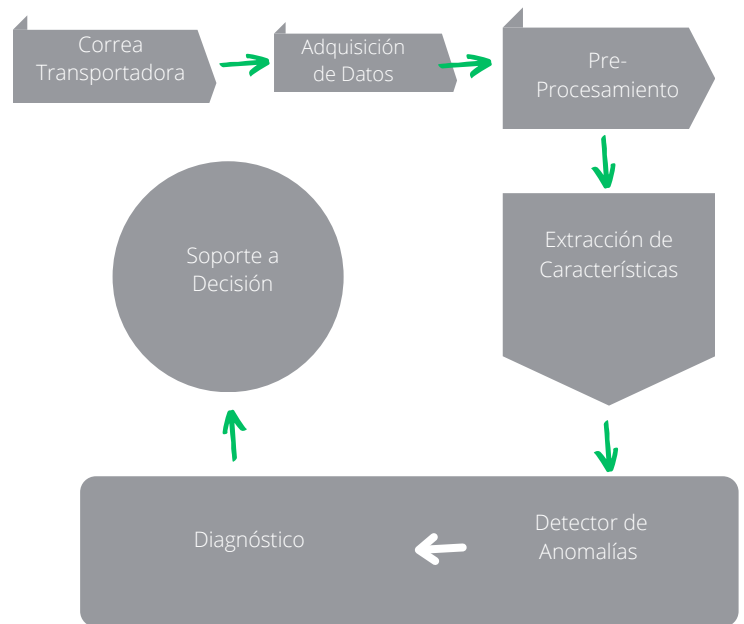 Correa
Transportadora
Adquisición
de Datos
Pre-
Procesamiento
Extracción de
Características
Detector de
Anomalías
Diagnóstico
Soporte a
Decisión